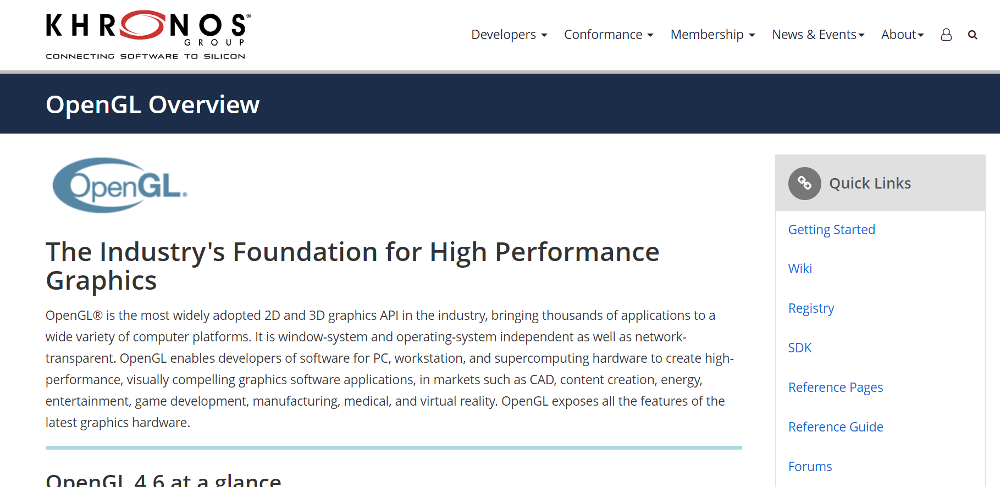 KHRONOS®
GROUP
CONNECTING SOFTWARE TO SILICON
Developers
Conformance
Membership
News & Events
About
OpenGL Overview
OpenGL®
The Industry's Foundation for High Performance
Graphics
OpenGL® is the most widely adopted 2D and 3D graphics API in the industry, bringing thousands of applications to a
wide variety of computer platforms. It is window-system and operating-system independent as well as network-
transparent. OpenGL enables developers of software for PC, workstation, and supercomputing hardware to create high-
performance, visually compelling graphics software applications, in markets such as CAD, content creation, energy,
entertainment, game development, manufacturing, medical, and virtual reality. OpenGL exposes all the features of the
latest graphics hardware.
OpenGL 4.6 at a glance
Quick Links
Getting Started
Wiki
Registry
SDK
Reference Pages
Reference Guide
Forums